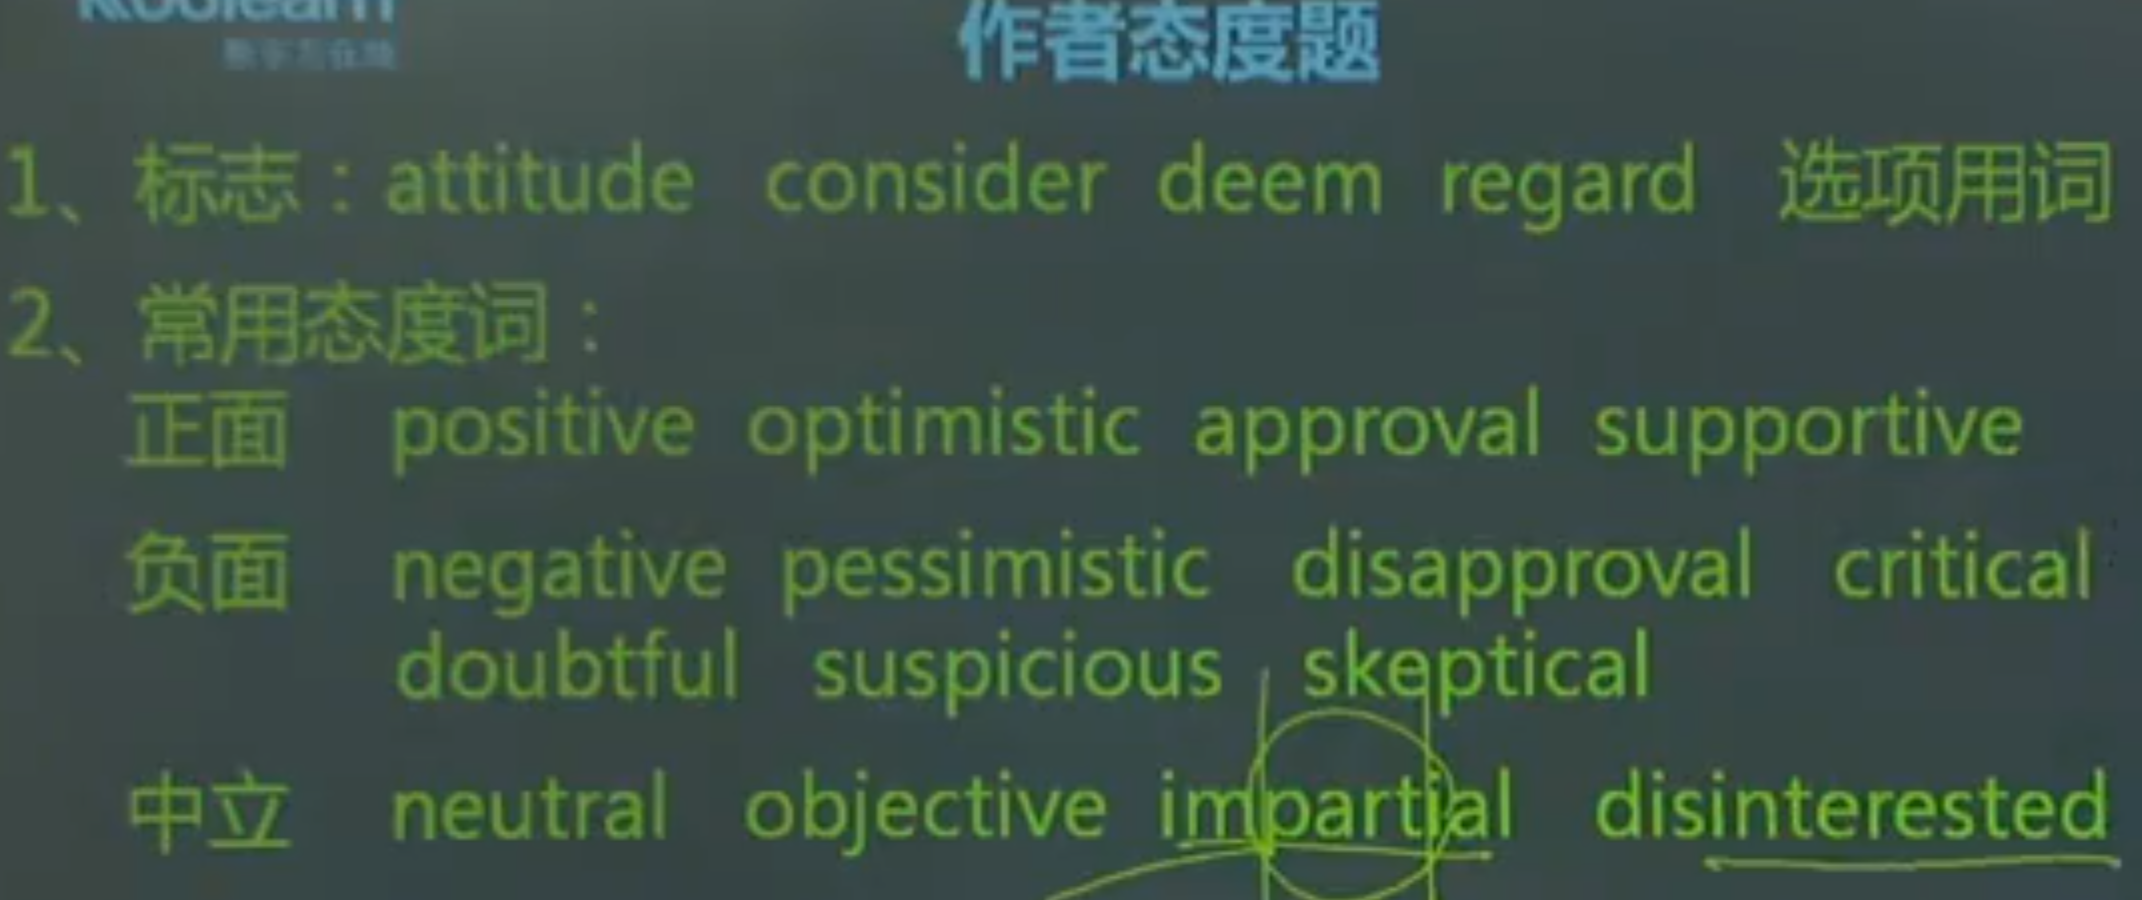 Koolearn
新东方在线
作者态度题
1、标志：attitude consider deem regard 选项用词
2、常用态度词：
正面 positive optimistic approval supportive
负面 negative pessimistic disapproval critical
doubtful suspicious skeptical
中立 neutral objective impartial disinterested